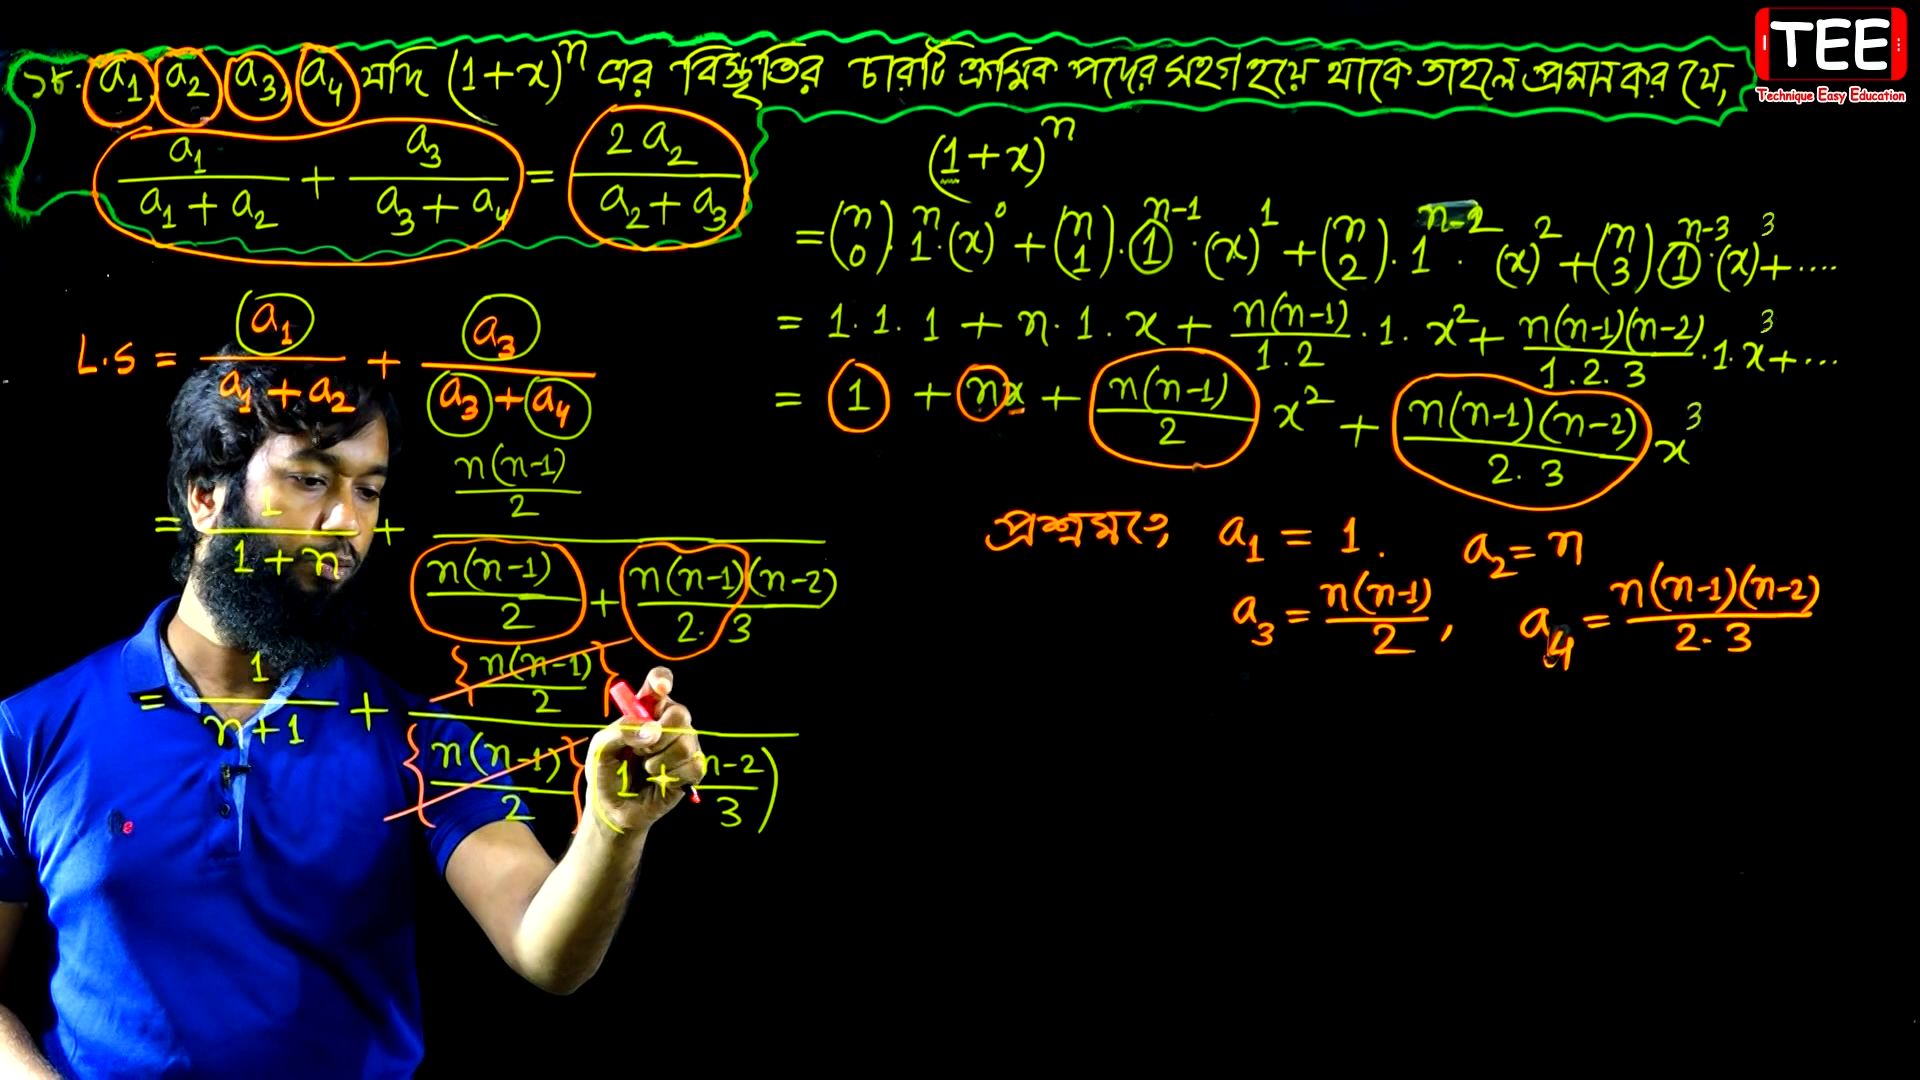 ১৮. a₁, a₂, a₃, a₄ যদি (1+x)ⁿ এর বিস্তৃতির চারটি ক্রমিক পদের সহগ হয়ে থাকে তাহলে প্রমান কর যে,
a₁/(a₁+a₂) + a₃/(a₃+a₄) = 2a₂/(a₂+a₃)
TEE
Technique Easy Education
(1+x)ⁿ
= (n 0)·1ⁿ·(x)⁰ + (n 1)·1ⁿ⁻¹·(x)¹ + (n 2)·1ⁿ⁻²·(x)² + (n 3)·1ⁿ⁻³·(x)³ + ....
= 1·1·1 + n·1·x + n(n-1)/1.2 ·1·x² + n(n-1)(n-2)/1.2.3 ·1·x³ + ...
= 1 + nx + n(n-1)/2 x² + n(n-1)(n-2)/2.3 x³
প্রশ্নমতে, a₁ = 1. a₂ = n
a₃ = n(n-1)/2, a₄ = n(n-1)(n-2)/2.3
L.S = a₁/(a₁+a₂) + a₃/(a₃+a₄)
= 1/(1+n) + (n(n-1)/2)/(n(n-1)/2 + n(n-1)(n-2)/2.3)
= 1/(n+1) + {n(n-1)/2}/({n(n-1)/2}(1 + n-2/3))